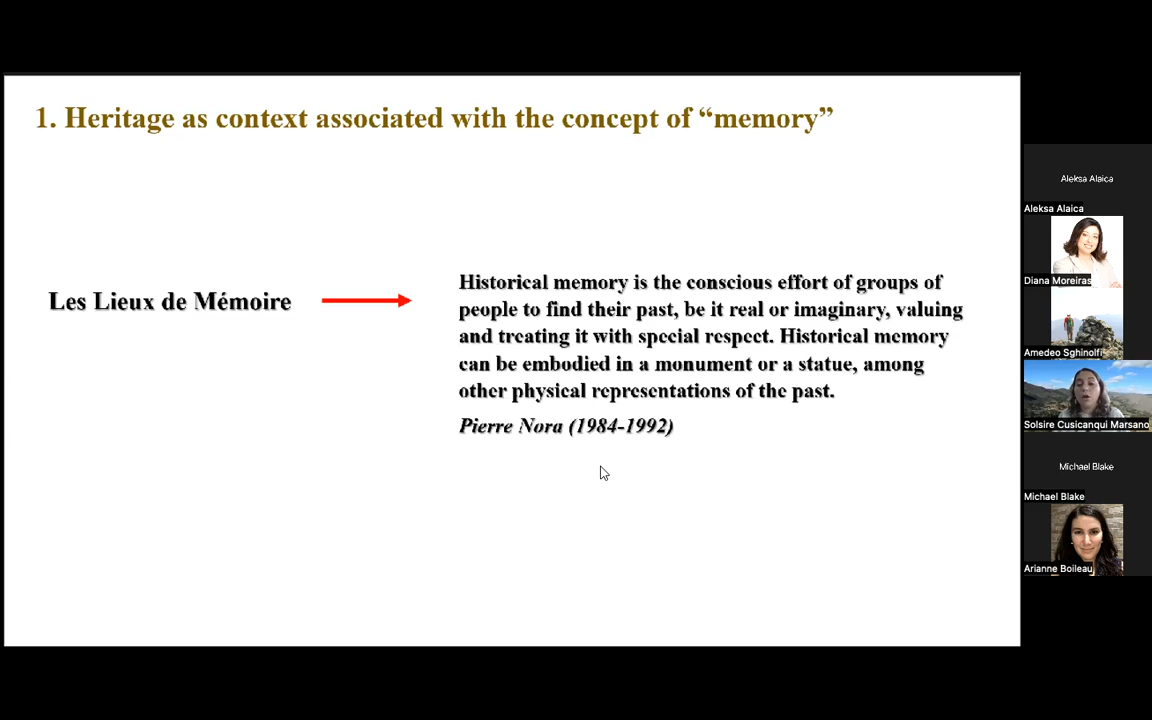 1. Heritage as context associated with the concept of “memory”
Les Lieux de Mémoire
Historical memory is the conscious effort of groups of
people to find their past, be it real or imaginary, valuing
and treating it with special respect. Historical memory
can be embodied in a monument or a statue, among
other physical representations of the past.
Pierre Nora (1984-1992)
Aleksa Alaica
Aleksa Alaica
Diana Moreiras
Amedeo Sghinolfi
Solsire Cusicanqui Marsano
Michael Blake
Michael Blake
Arianne Boileau